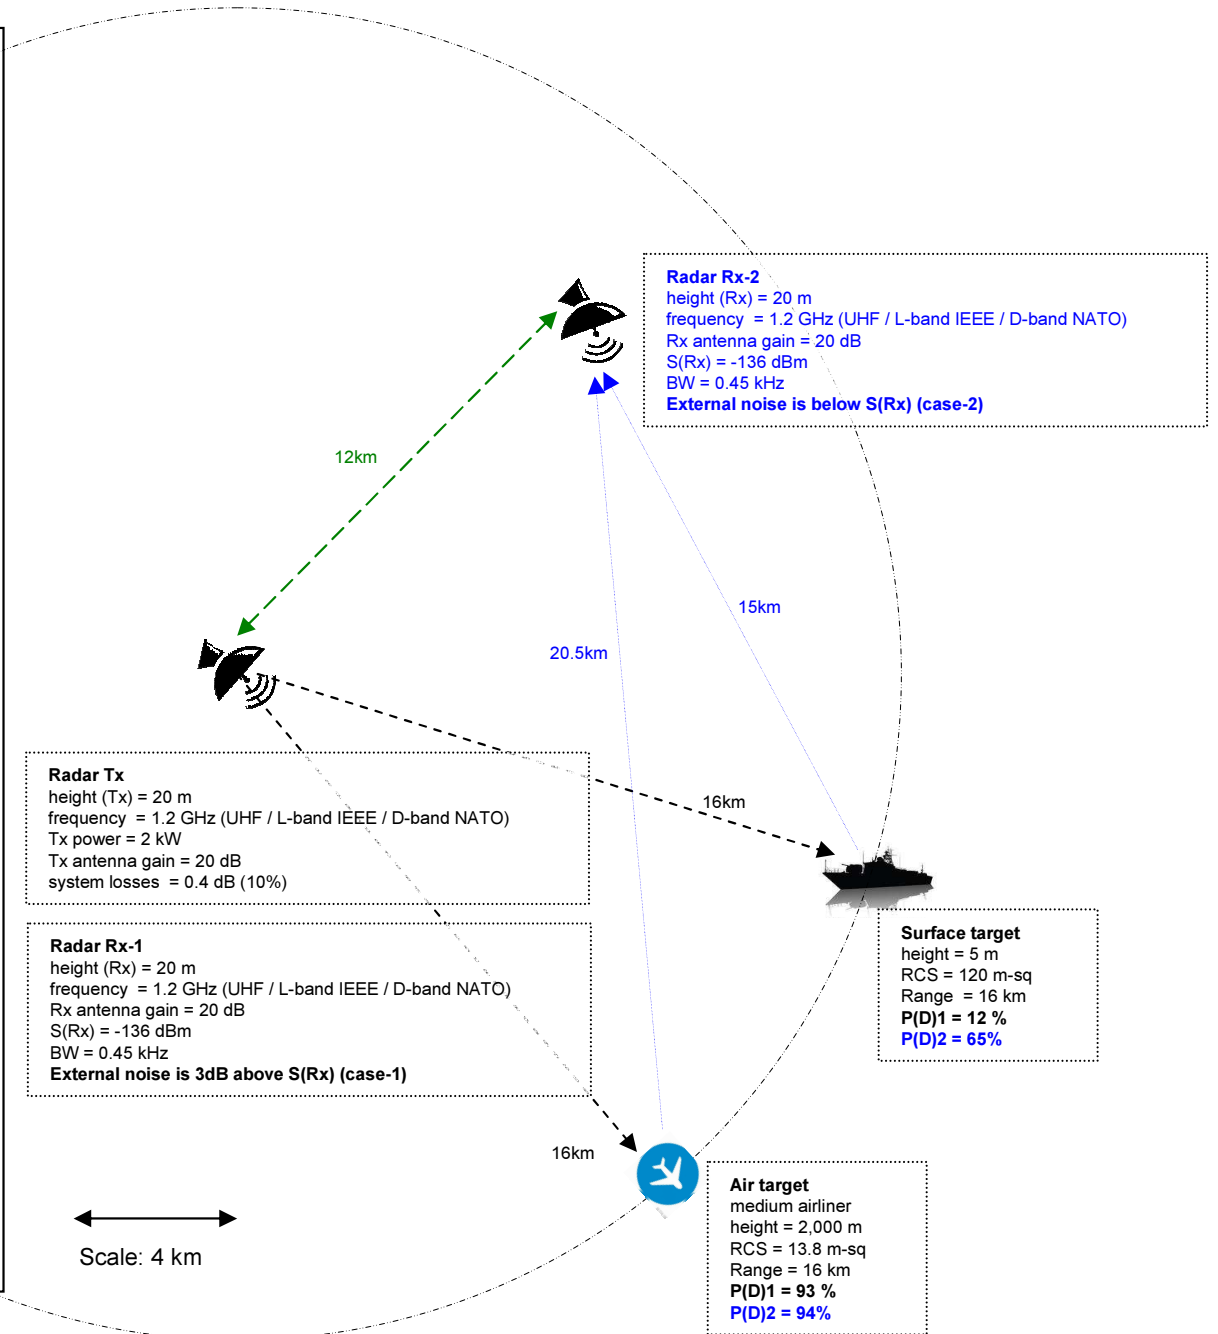 Radar Rx-2
height (Rx) = 20 m
frequency = 1.2 GHz (UHF / L-band IEEE / D-band NATO)
Rx antenna gain = 20 dB
S(Rx) = -136 dBm
BW = 0.45 kHz
External noise is below S(Rx) (case-2)
12km
15km
20.5km
Radar Tx
height (Tx) = 20 m
frequency = 1.2 GHz (UHF / L-band IEEE / D-band NATO)
Tx power = 2 kW
Tx antenna gain = 20 dB
system losses = 0.4 dB (10%)
16km
Radar Rx-1
height (Rx) = 20 m
frequency = 1.2 GHz (UHF / L-band IEEE / D-band NATO)
Rx antenna gain = 20 dB
S(Rx) = -136 dBm
BW = 0.45 kHz
External noise is 3dB above S(Rx) (case-1)
Surface target
height = 5 m
RCS = 120 m-sq
Range = 16 km
P(D)1 = 12 %
P(D)2 = 65%
16km
Air target
medium airliner
height = 2,000 m
RCS = 13.8 m-sq
Range = 16 km
P(D)1 = 93 %
P(D)2 = 94%
Scale: 4 km